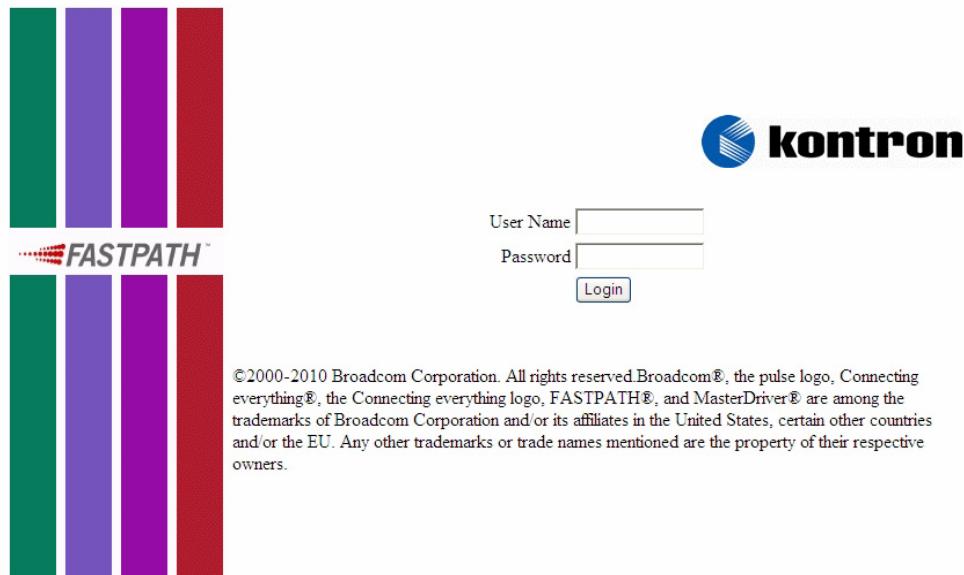 kontron
User Name
Password
FASTPATH™
Login
©2000-2010 Broadcom Corporation. All rights reserved.Broadcom®, the pulse logo, Connecting
everything®, the Connecting everything logo, FASTPATH®, and MasterDriver® are among the
trademarks of Broadcom Corporation and/or its affiliates in the United States, certain other countries
and/or the EU. Any other trademarks or trade names mentioned are the property of their respective
owners.